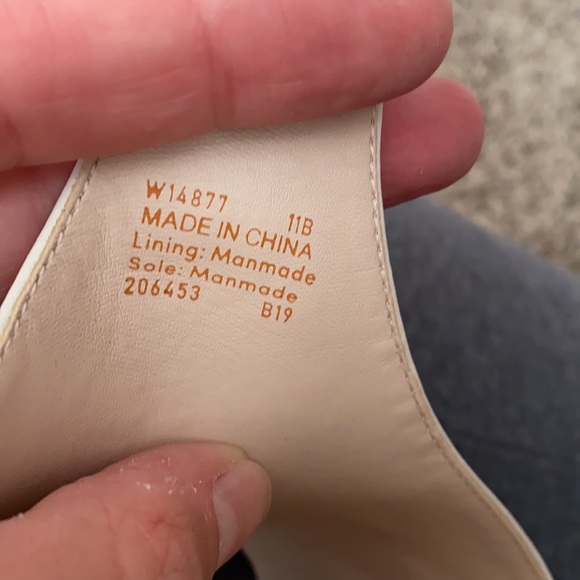 W14877 11B
MADE IN CHINA
Lining: Manmade
Sole: Manmade
206453 B19